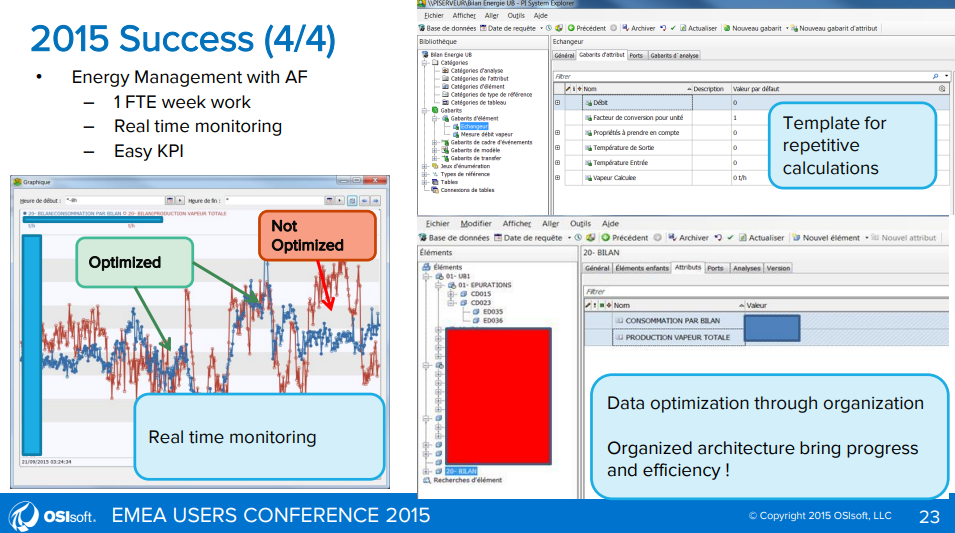 2015 Success (4/4)
• Energy Management with AF
– 1 FTE week work
– Real time monitoring
– Easy KPI
Graphique
Heure de début : *-8h
Heure de fin : *
20- BILAN|CONSOMMATION PAR BILAN 20- BILAN|PRODUCTION VAPEUR TOTALE
t/h
t/h
Optimized
Not
Optimized
Real time monitoring
21/09/2015 03:24:34
\\PISERVEUR\Bilan Energie UB - PI System Explorer
Fichier Afficher Aller Outils Aide
Base de données Date de requête Précédent Archiver Actualiser Nouveau gabarit Nouveau gabarit d'attribut
Bibliothèque
Bilan Energie UB
Catégories
Catégories d'analyse
Catégories de l'attribut
Catégories d'élément
Catégories de type de référence
Catégories de tableau
Gabarits
Gabarits d'élément
Echangeur
Mesure débit vapeur
Gabarits de cadre d'événements
Gabarits de modèle
Gabarits de transfer
Jeux d'énumération
Types de référence
Tables
Connexions de tables
Echangeur
Général Gabarits d'attribut Ports Gabarits d'analyse
Filtrer
Nom Description Valeur par défaut
Débit 0
Facteur de conversion pour unité 1
Propriétés à prendre en compte 0
Température de Sortie 0
Température Entrée 0
Vapeur Calculee 0 t/h
Template for
repetitive
calculations
Fichier Modifier Afficher Aller Outils Aide
Base de données Date de requête Précédent Archiver Actualiser Nouvel élément Nouvel attribut
Éléments
Éléments
01- UB1
01- EPURATIONS
CD015
CD023
ED035
ED036
20- BILAN
Recherches d'élément
20- BILAN
Général Éléments enfants Attributs Ports Analyses Version
Filtrer
Nom Valeur
CONSOMMATION PAR BILAN
PRODUCTION VAPEUR TOTALE
Data optimization through organization
Organized architecture bring progress
and efficiency !
OSIsoft. EMEA USERS CONFERENCE 2015
© Copyright 2015 OSIsoft, LLC 23